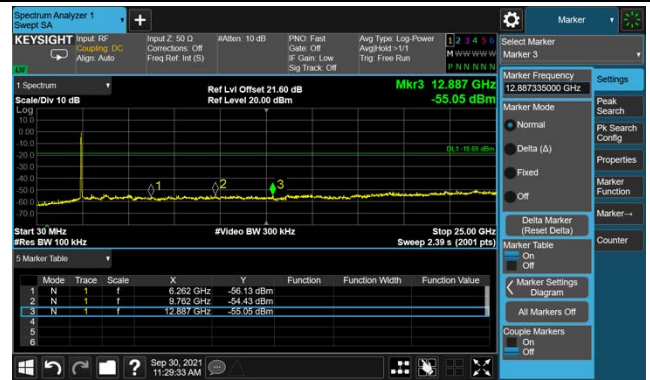 Spectrum Analyzer 1
Swept SA
Marker
KEYSIGHT
Input: RF
Coupling: DC
Align: Auto
Input Z: 50 Ω
Corrections: Off
Freq Ref: Int (S)
#Atten: 10 dB
PNO: Fast
Gate: Off
IF Gain: Low
Sig Track: Off
Avg Type: Log-Power
Avg|Hold:>1/1
Trig: Free Run
1 2 3 4 5 6
M W W W W W
P N N N N N
LXI
1 Spectrum
Scale/Div 10 dB
Ref Lvl Offset 21.60 dB
Ref Level 20.00 dBm
Mkr3 12.887 GHz
-55.05 dBm
Log
10.0
0.00
-10.0
-20.0
-30.0
-40.0
-50.0
-60.0
-70.0
DL1 -18.69 dBm
1
2
3
Start 30 MHz
#Res BW 100 kHz
#Video BW 300 kHz
Stop 25.00 GHz
Sweep 2.39 s (2001 pts)
5 Marker Table
Mode Trace Scale X Y Function Function Width Function Value
1 N 1 f 6.262 GHz -56.13 dBm
2 N 1 f 9.762 GHz -54.43 dBm
3 N 1 f 12.887 GHz -55.05 dBm
4
5
6
Sep 30, 2021
11:29:33 AM
Select Marker
Marker 3
Marker Frequency
12.887335000 GHz
Marker Mode
Normal
Delta (Δ)
Fixed
Off
Delta Marker
(Reset Delta)
Marker Table
On
Off
Marker Settings
Diagram
All Markers Off
Couple Markers
On
Off
Settings
Peak
Search
Pk Search
Config
Properties
Marker
Function
Marker→
Counter